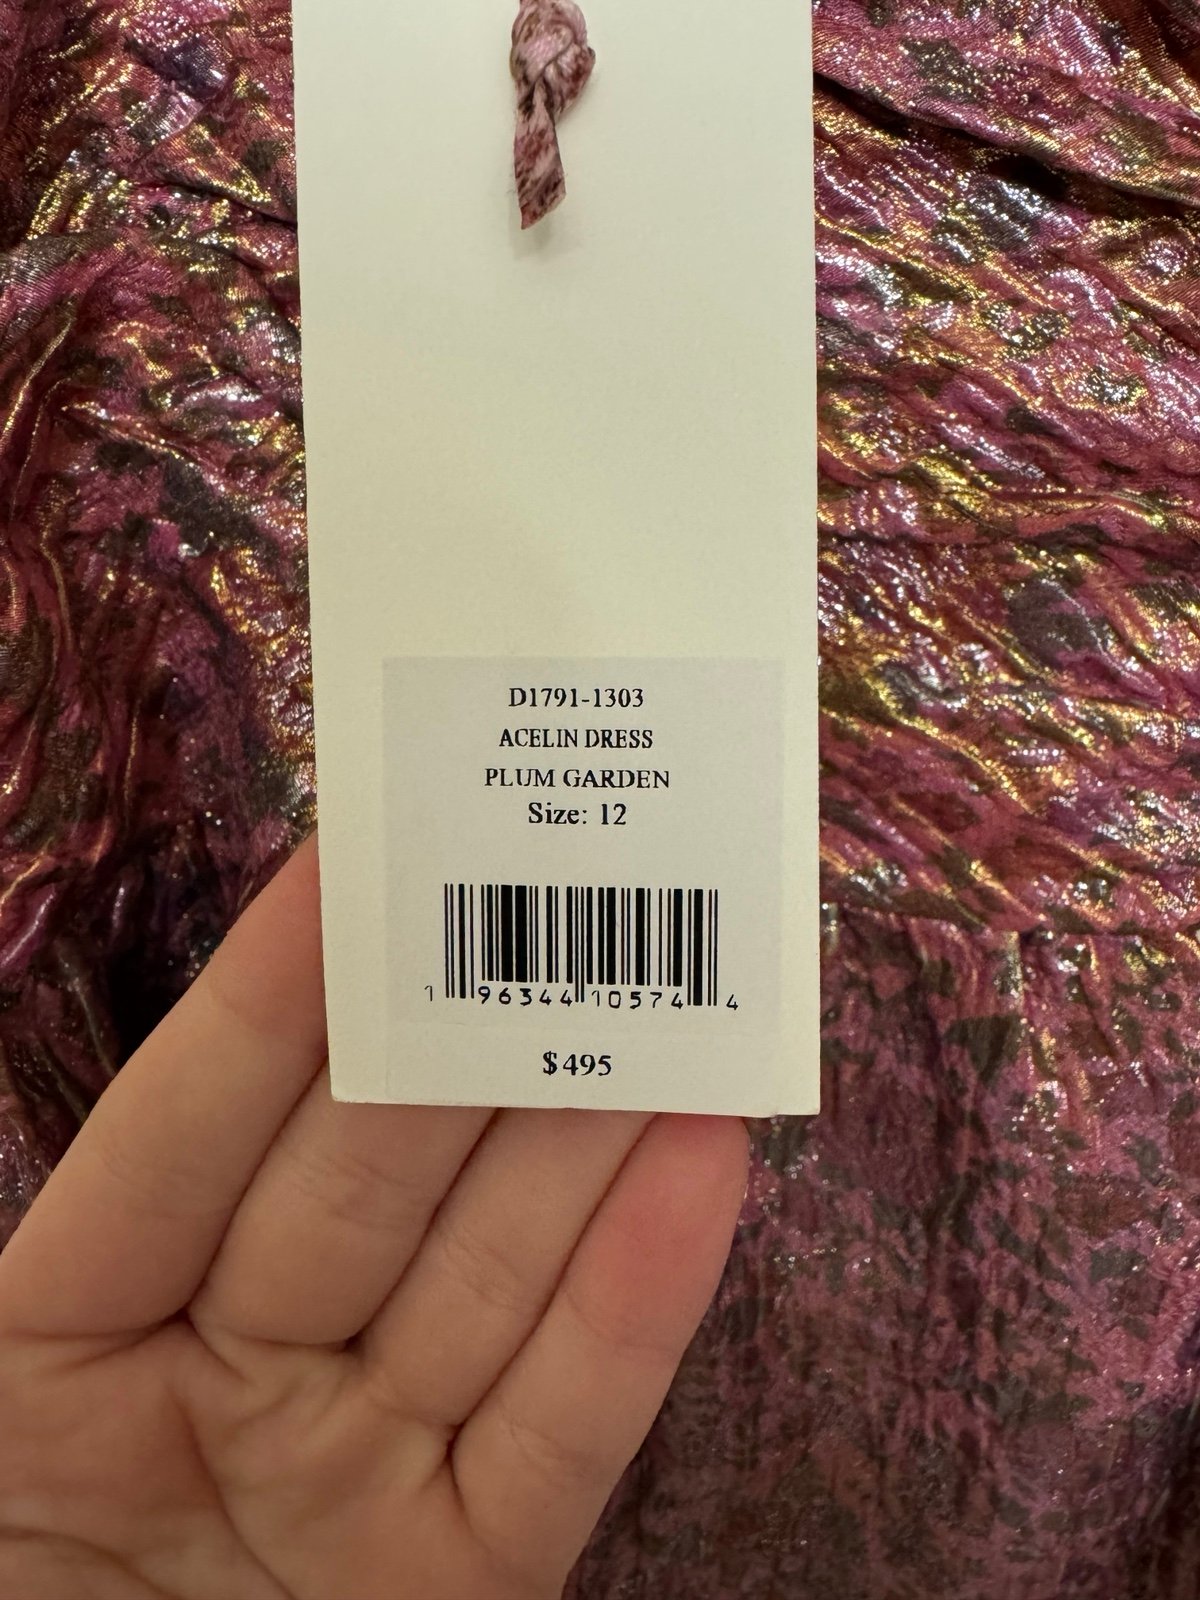 D1791-1303
ACELIN DRESS
PLUM GARDEN
Size: 12
1 96344 10574 4
$495